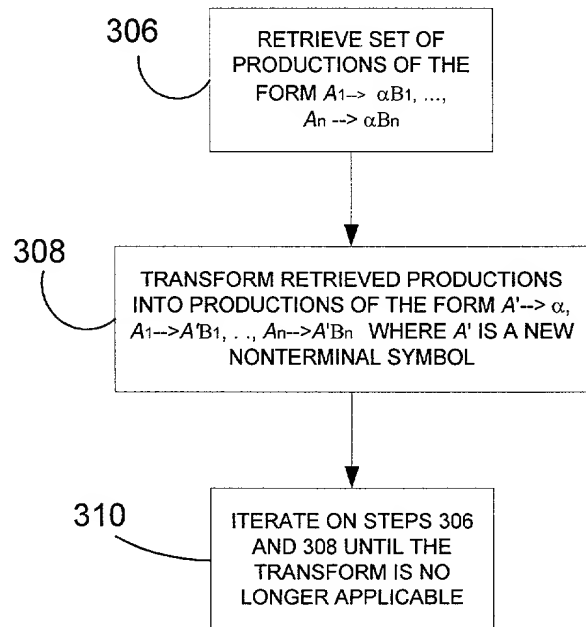 306
RETRIEVE SET OF
PRODUCTIONS OF THE
FORM A1--> αB1, ...,
An --> αBn
308
TRANSFORM RETRIEVED PRODUCTIONS
INTO PRODUCTIONS OF THE FORM A'--> α,
A1-->A'B1, . ., An-->A'Bn WHERE A' IS A NEW
NONTERMINAL SYMBOL
310
ITERATE ON STEPS 306
AND 308 UNTIL THE
TRANSFORM IS NO
LONGER APPLICABLE